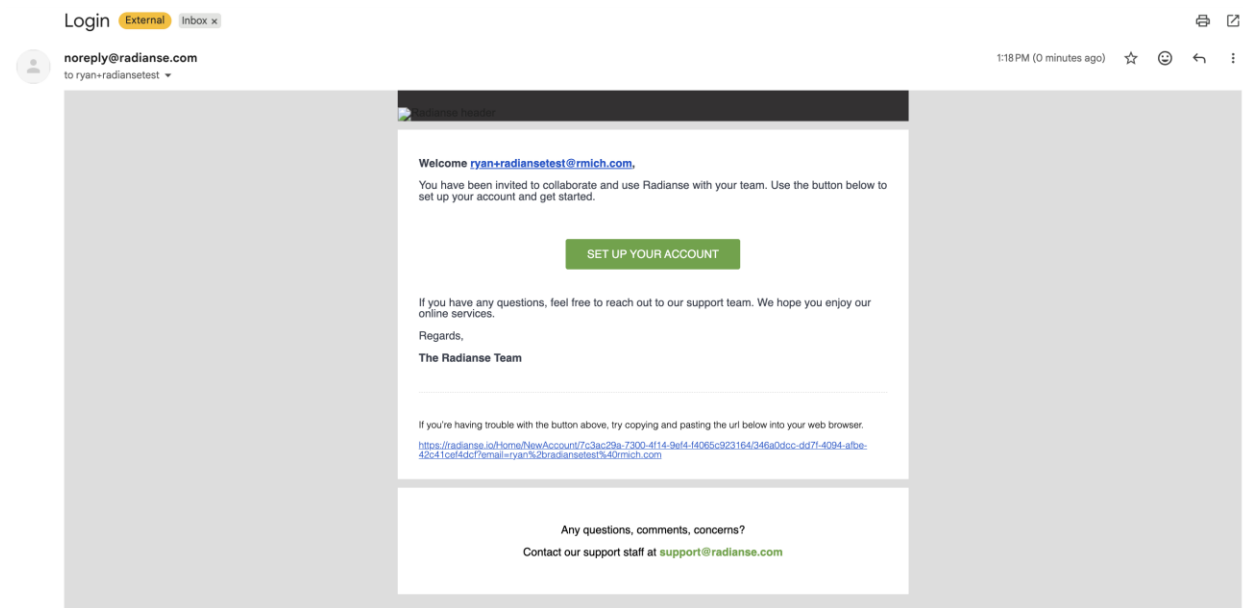 Login External Inbox x
noreply@radianse.com
1:18 PM (0 minutes ago)
to ryan+radiansetest
Radianse header
Welcome ryan+radiansetest@rmich.com,
You have been invited to collaborate and use Radianse with your team. Use the button below to
set up your account and get started.
SET UP YOUR ACCOUNT
If you have any questions, feel free to reach out to our support team. We hope you enjoy our
online services.
Regards,
The Radianse Team
If you're having trouble with the button above, try copying and pasting the url below into your web browser.
https://radianse.io/Home/NewAccount/7c3ac29a-7300-4f14-9ef4-f4065c923164/346a0dcc-dd7f-4094-afbe-
42c41cef4dcf?email=ryan%2bradiansetest%40rmich.com
Any questions, comments, concerns?
Contact our support staff at support@radianse.com